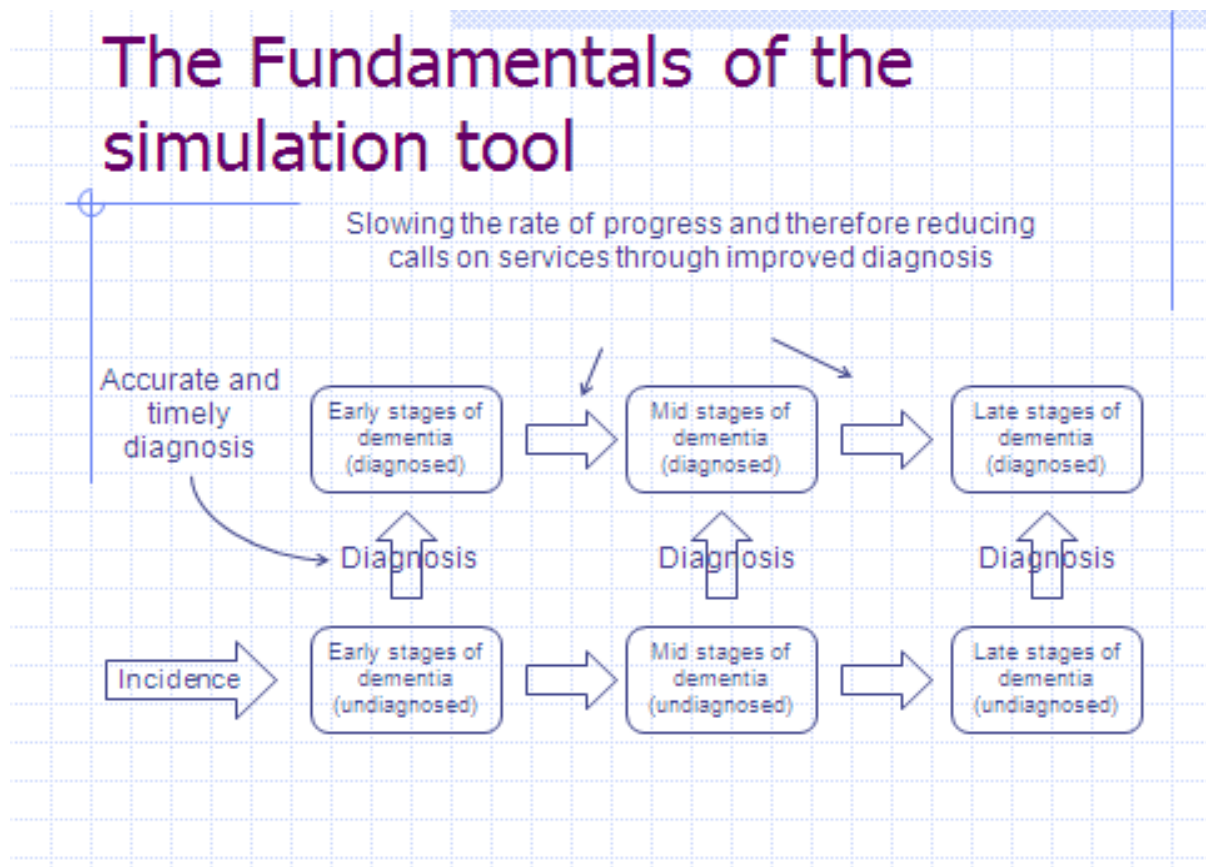 The Fundamentals of the
simulation tool
Slowing the rate of progress and therefore reducing
calls on services through improved diagnosis
Accurate and
timely
diagnosis
Early stages of
dementia
(diagnosed)
Mid stages of
dementia
(diagnosed)
Late stages of
dementia
(diagnosed)
Diagnosis
Diagnosis
Diagnosis
Incidence
Early stages of
dementia
(undiagnosed)
Mid stages of
dementia
(undiagnosed)
Late stages of
dementia
(undiagnosed)